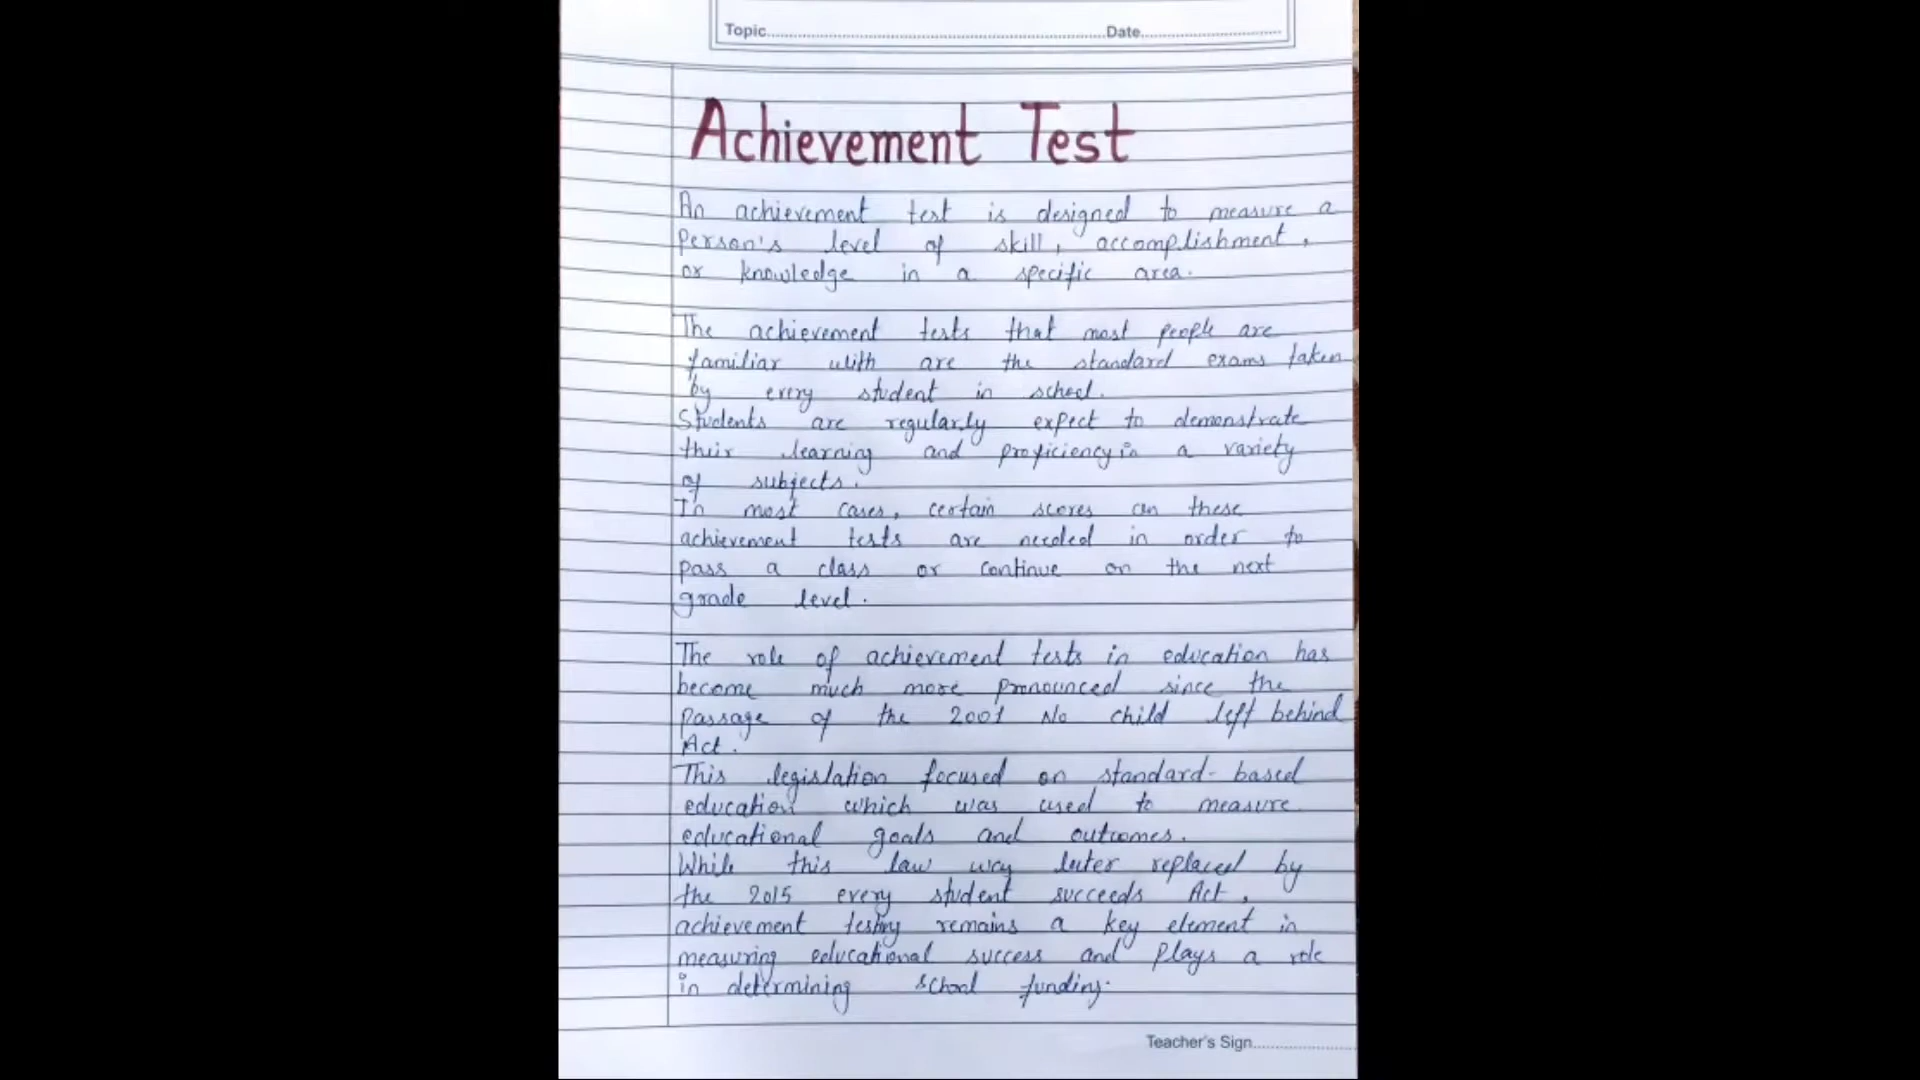 Topic Date
Achievement Test
An achievement test is designed to measure a
person's level of skill, accomplishment,
or knowledge in a specific area.
The achievement tests that most people are
familiar with are the standard exams taken
by every student in school.
Students are regularly expect to demonstrate
their learning and proficiency in a variety
of subjects.
In most cases, certain scores on these
achievement tests are needed in order to
pass a class or continue on the next
grade level.
The role of achievement tests in education has
become much more pronounced since the
passage of the 2001 No child left behind
Act.
This legislation focused on standard-based
education which was used to measure
educational goals and outcomes.
While this law way later replaced by
the 2015 every student succeeds Act,
achievement testing remains a key element in
measuring educational success and plays a role
in determining school funding.
Teacher's Sign